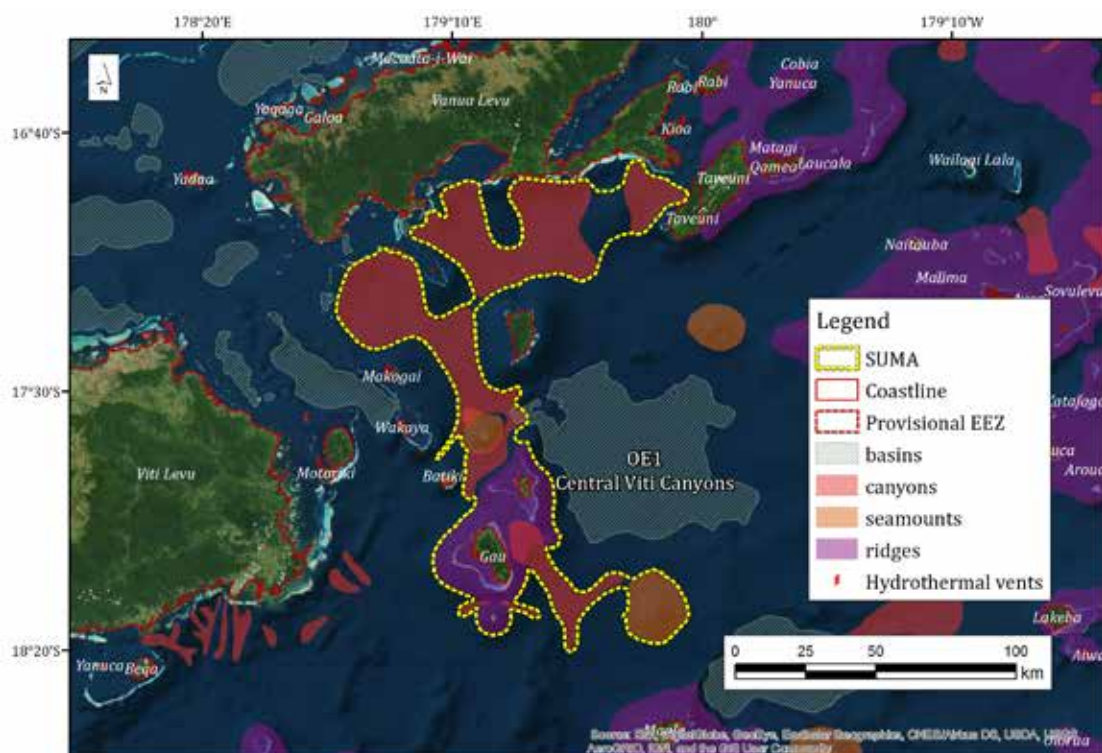 178°20'E 179°10'E 180° 179°10'W
Macuata-i-Wai
Cobia
Rabi Rabi
Yanuca
Vanua Levu
Yaqaga
Galoa
16°40'S
Kioa
Matagi
Qamea Laucala
Wailagi Lala
Yadua
Taveuni
Taveuni
Naitauba
Malima
Sovuleva
Legend
SUMA
Makogai
Coastline
17°30'S
Provisional EEZ
Wakaya
basins
OE1
Central Viti Canyons
canyons
Viti Levu
Moturiki
Batiki
seamounts
ridges
Gau
Hydrothermal vents
Lakeba
18°20'S
0 25 50 100
km
Yanuca
Beqa
N